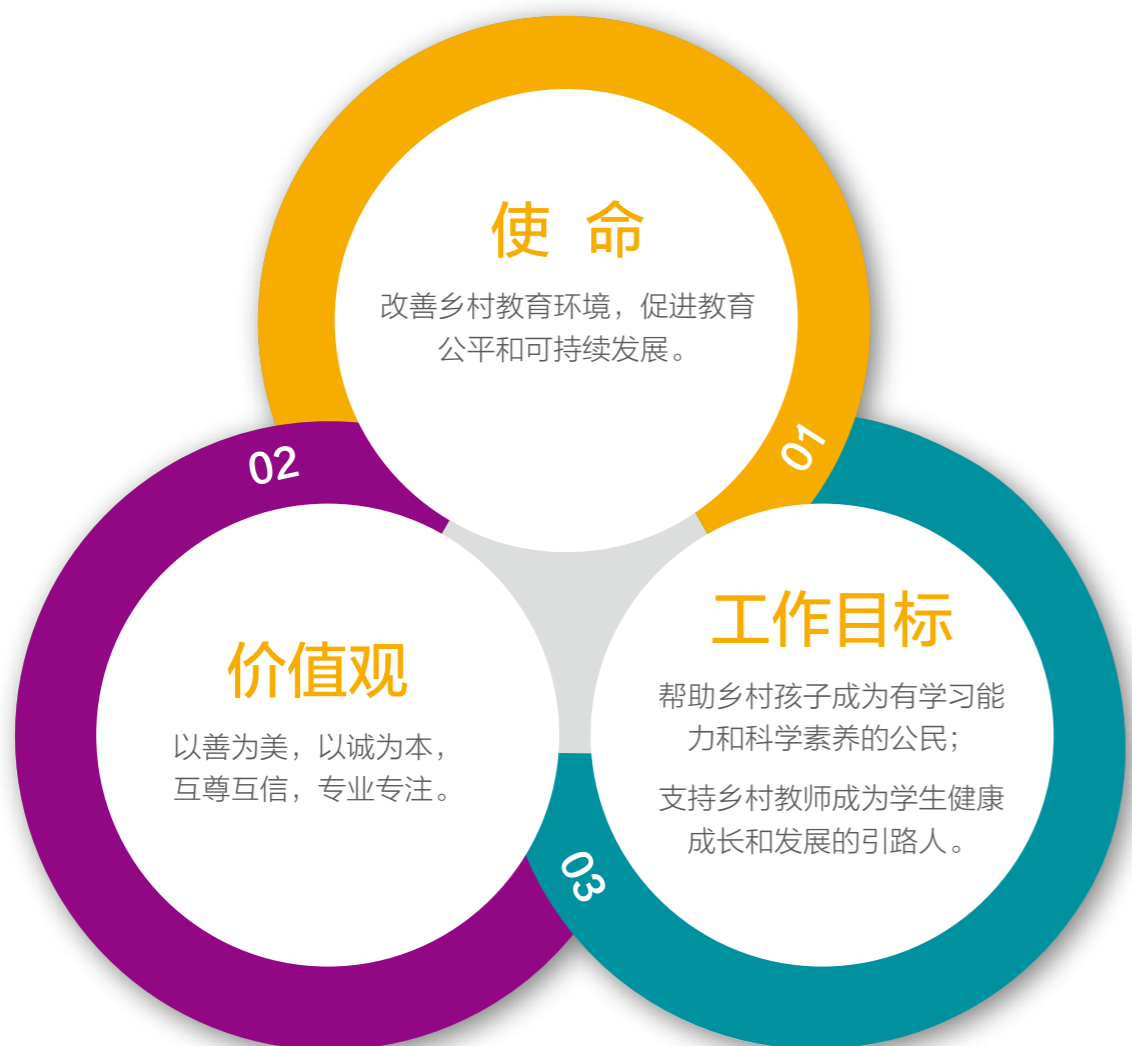 使 命
改善乡村教育环境，促进教育
公平和可持续发展。
01
02
价值观
以善为美，以诚为本，
互尊互信，专业专注。
工作目标
帮助乡村孩子成为有学习能
力和科学素养的公民；
支持乡村教师成为学生健康
成长和发展的引路人。
03